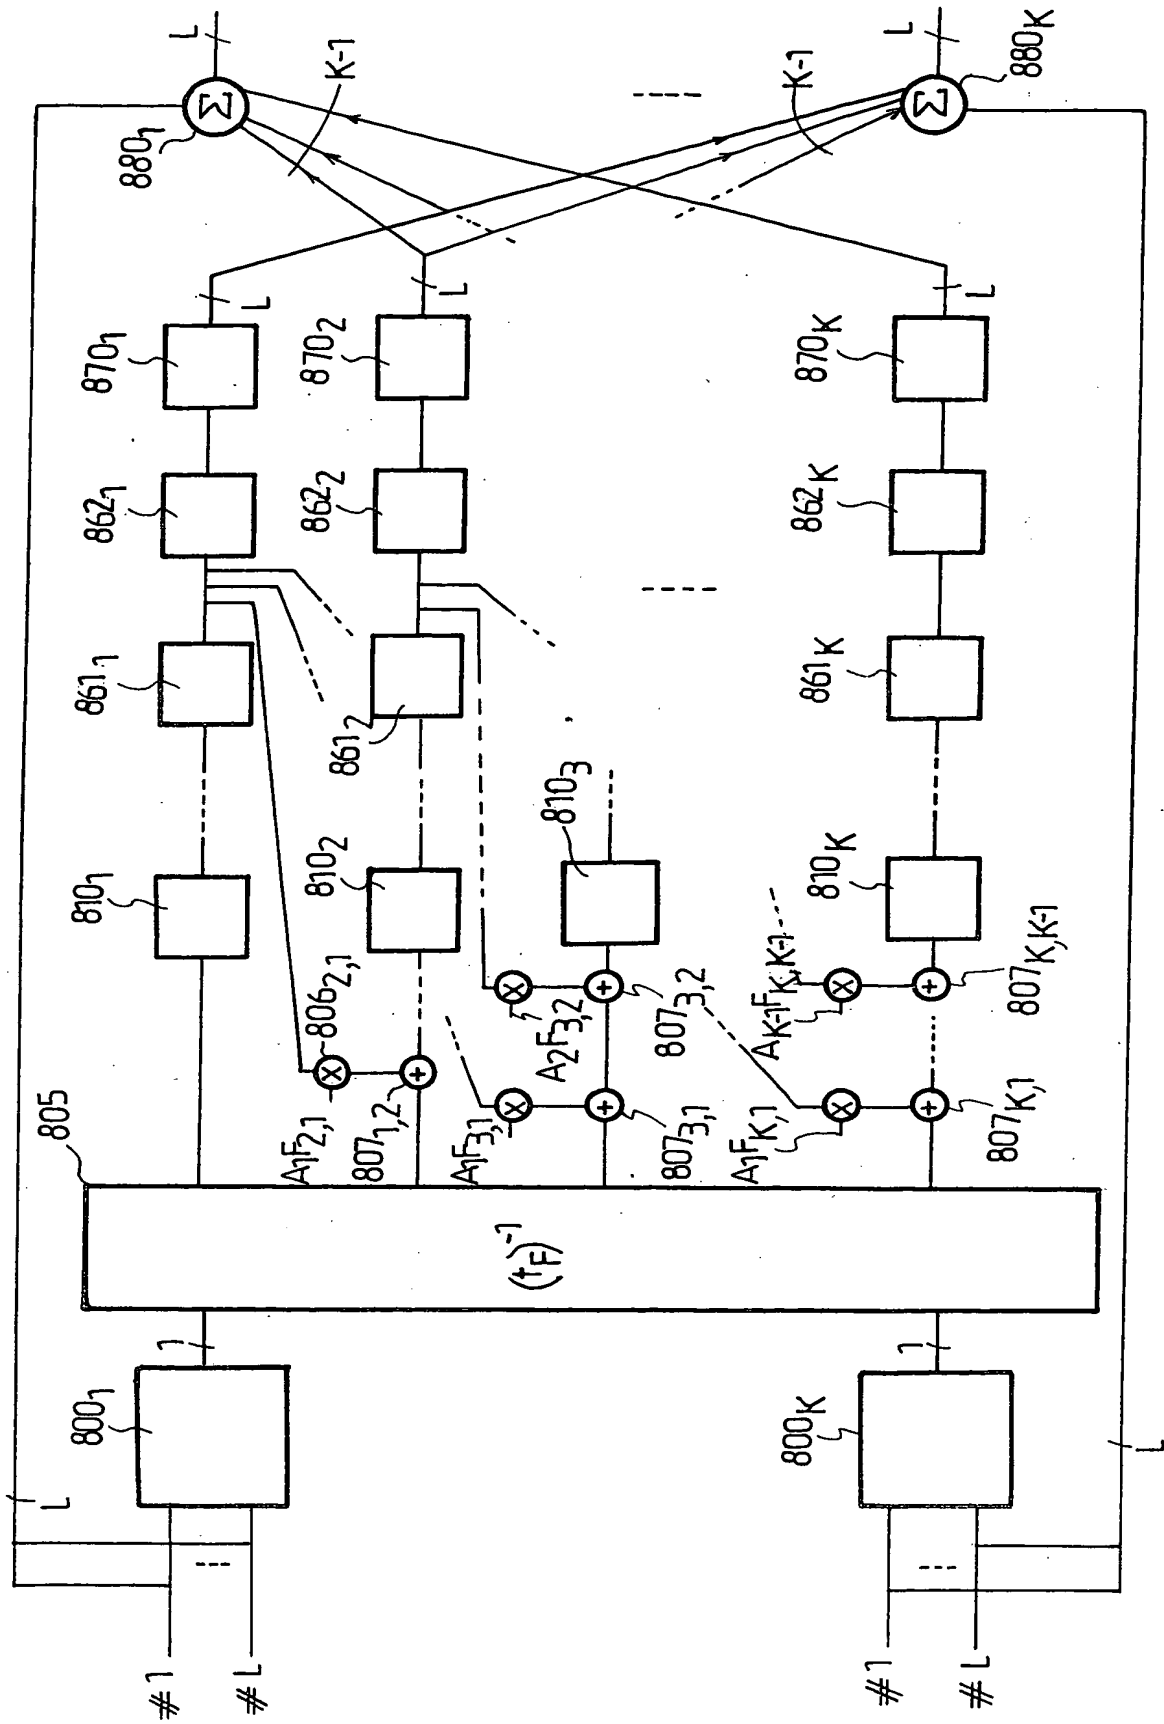 #1
#L
#1
#L
L
L
800₁
800K
1
1
805
(tF)⁻¹
A₁F₂,₁
806₂,₁
807₁,₂
A₁F₃,₁
807₃,₁
A₂F₃,₂
807₃,₂
A₁FK,₁
807K,₁
AK-1FK,K-1
807K,K-1
810₁
810₂
810₃
810K
861₁
861₂
861K
862₁
862₂
862K
870₁
870₂
870K
L
L
L
K-1
K-1
880₁
Σ
L
880K
Σ
L
X
+
X
+
X
+
X
+
X
+